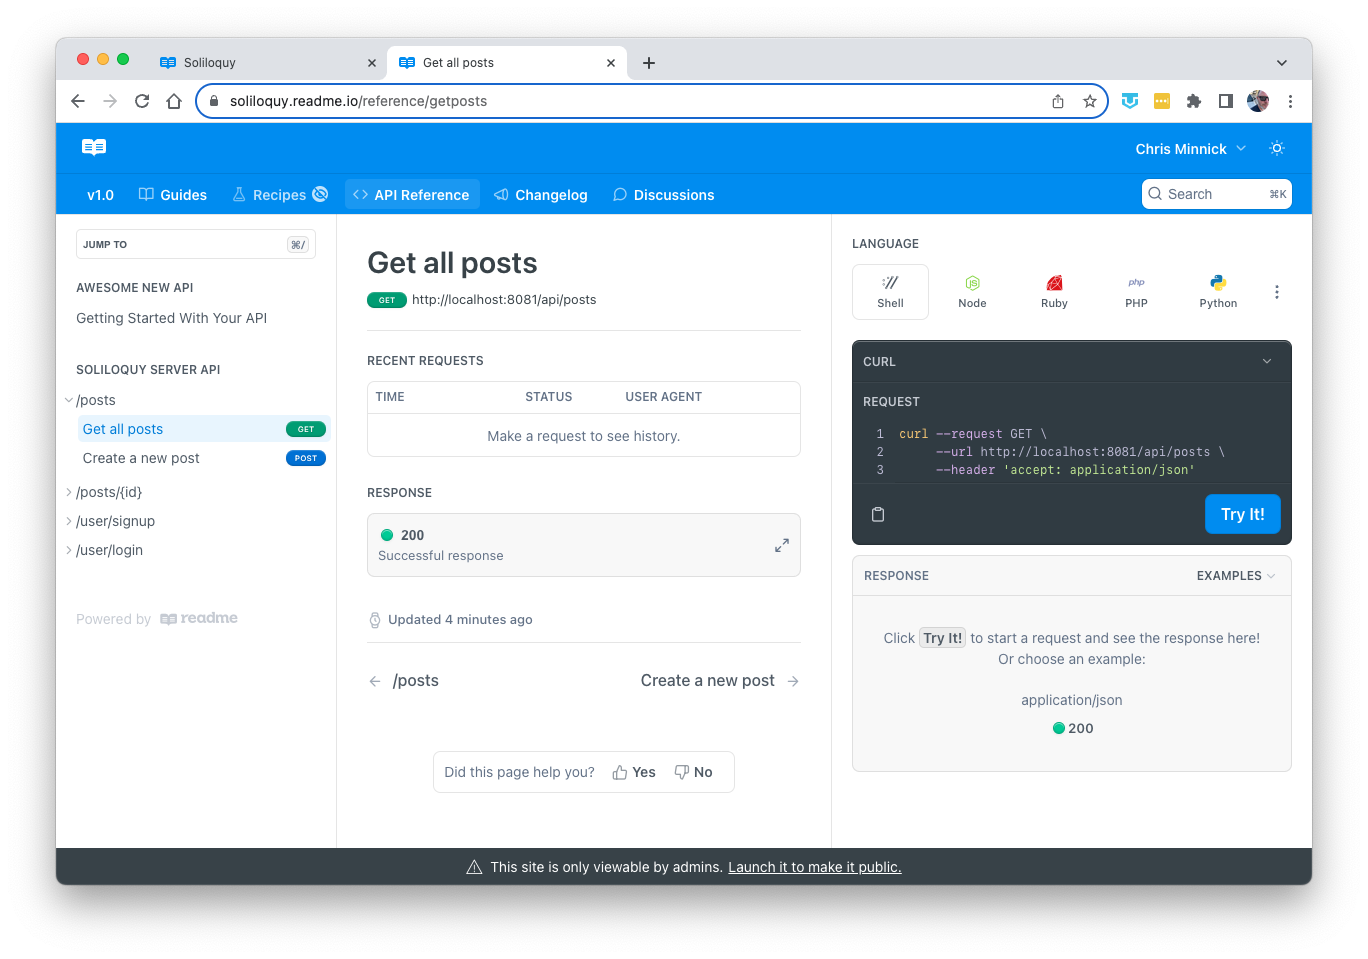 Soliloquy
Get all posts
soliloquy.readme.io/reference/getposts
Chris Minnick
v1.0
Guides
Recipes
<> API Reference
Changelog
Discussions
Search
⌘K
JUMP TO
⌘/
AWESOME NEW API
Getting Started With Your API
SOLILOQUY SERVER API
/posts
Get all posts GET
Create a new post POST
/posts/{id}
/user/signup
/user/login
Powered by readme
Get all posts
GET http://localhost:8081/api/posts
RECENT REQUESTS
TIME STATUS USER AGENT
Make a request to see history.
RESPONSE
200
Successful response
Updated 4 minutes ago
← /posts
Create a new post →
Did this page help you? Yes No
LANGUAGE
Shell
Node
Ruby
php
PHP
Python
CURL
REQUEST
1 curl --request GET \
2 --url http://localhost:8081/api/posts \
3 --header 'accept: application/json'
Try It!
RESPONSE
EXAMPLES
Click Try It! to start a request and see the response here!
Or choose an example:
application/json
200
This site is only viewable by admins. Launch it to make it public.